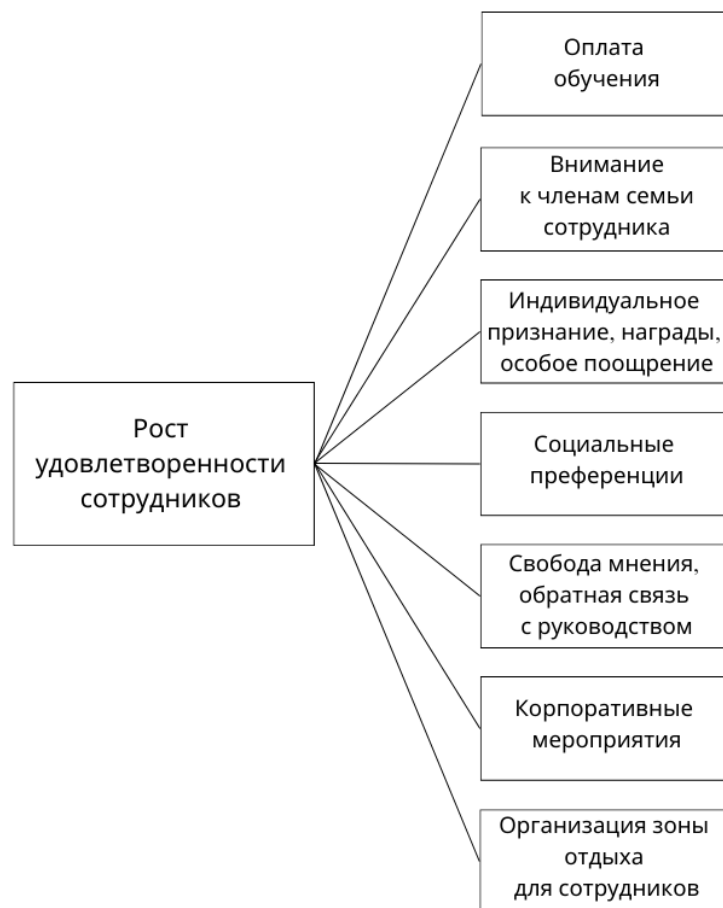 Оплата
обучения
Внимание
к членам семьи
сотрудника
Индивидуальное
признание, награды,
особое поощрение
Рост
удовлетворенности
сотрудников
Социальные
преференции
Свобода мнения,
обратная связь
с руководством
Корпоративные
мероприятия
Организация зоны
отдыха
для сотрудников